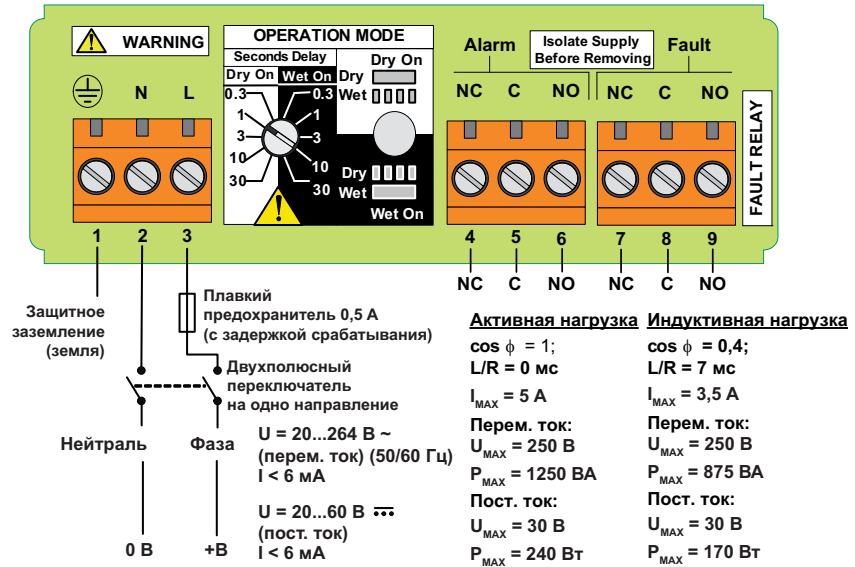 WARNING
OPERATION MODE
Seconds Delay
Dry On Wet On
0.3 0.3
1 1
3 3
10 10
30 30
Dry On
Dry
Wet
Dry
Wet
Wet On
Alarm
Isolate Supply
Before Removing
Fault
N L
NC C NO NC C NO
FAULT RELAY
1 2 3 4 5 6 7 8 9
NC C NO NC C NO
Защитное
заземление
(земля)
Плавкий
предохранитель 0,5 А
(с задержкой срабатывания)
Двухполюсный
переключатель
на одно направление
Нейтраль
Фаза
0 В
+В
U = 20...264 В ~
(перем. ток) (50/60 Гц)
I < 6 мА
U = 20...60 В
(пост. ток)
I < 6 мА
Активная нагрузка
cos ϕ = 1;
L/R = 0 мс
IMAX = 5 А
Перем. ток:
UMAX = 250 В
PMAX = 1250 ВА
Пост. ток:
UMAX = 30 В
PMAX = 240 Вт
Индуктивная нагрузка
cos ϕ = 0,4;
L/R = 7 мс
IMAX = 3,5 А
Перем. ток:
UMAX = 250 В
PMAX = 875 ВА
Пост. ток:
UMAX = 30 В
PMAX = 170 Вт